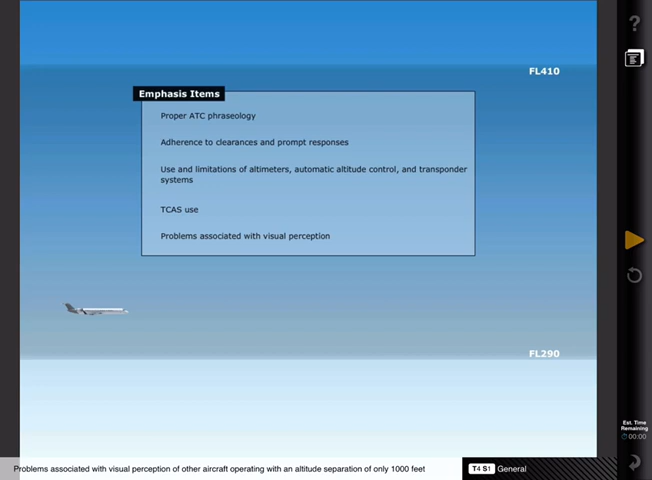 ?
FL410
Emphasis Items
Proper ATC phraseology
Adherence to clearances and prompt responses
Use and limitations of altimeters, automatic altitude control, and transponder
systems
TCAS use
Problems associated with visual perception
FL290
Est. Time
Remaining
00:00
Problems associated with visual perception of other aircraft operating with an altitude separation of only 1000 feet
T4 S1 General